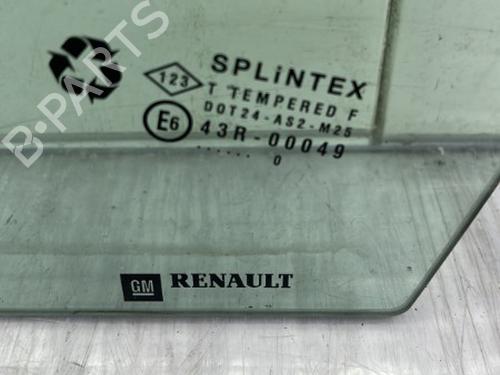 123
SPLiNTEX
T TEMPERED F
DOT24-AS2-M25
E6
43R-00049
...... 0
GM RENAULT
B-PARTS